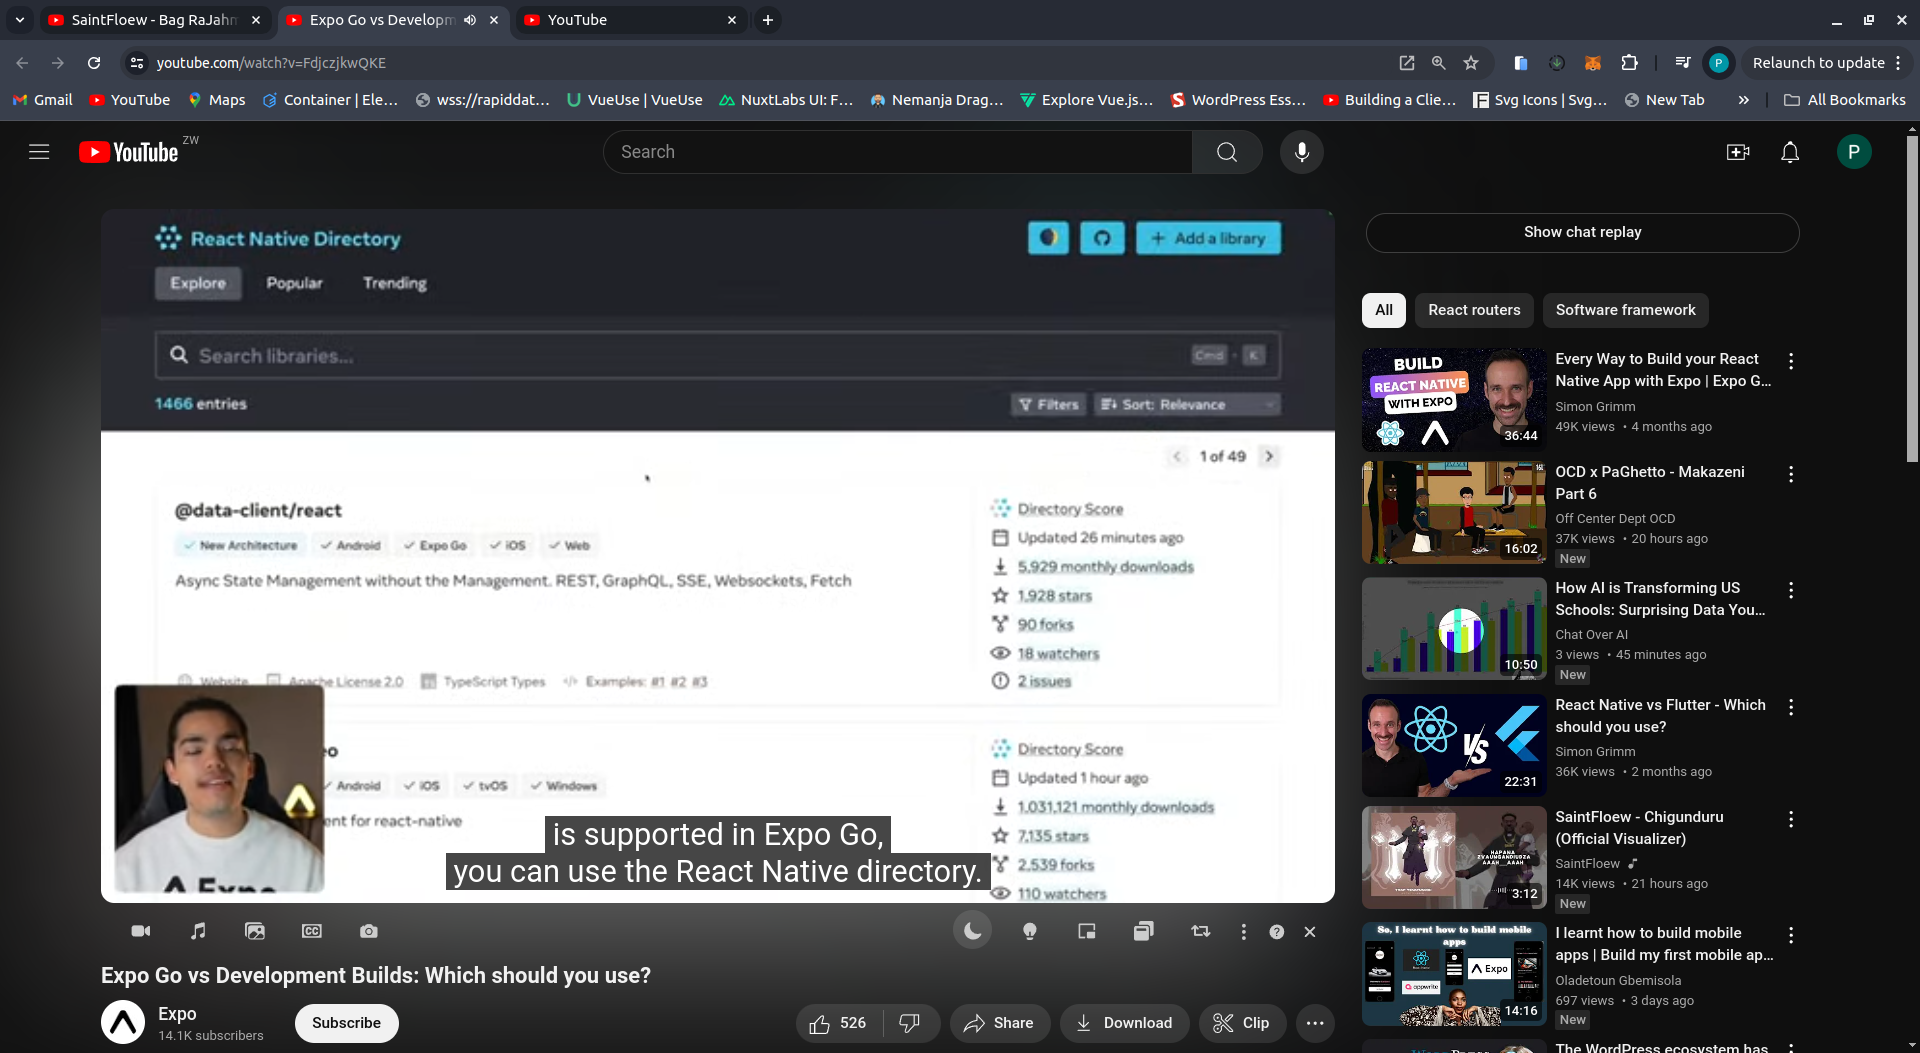 SaintFloew - Bag RaJahm
Expo Go vs Developm
YouTube
youtube.com/watch?v=FdjczjkwQKE
P
Relaunch to update
Gmail
YouTube
Maps
Container | Ele...
wss://rapiddat...
VueUse | VueUse
NuxtLabs UI: F...
Nemanja Drag...
Explore Vue.js...
WordPress Ess...
Building a Clie...
Svg Icons | Svg...
New Tab
»
All Bookmarks
YouTube ZW
Search
P
React Native Directory
+ Add a library
Explore
Popular
Trending
Search libraries...
Cmd + K
1466 entries
Filters
Sort: Relevance
1 of 49
@data-client/react
New Architecture
Android
Expo Go
iOS
Web
Async State Management without the Management. REST, GraphQL, SSE, Websockets, Fetch
Website
Apache License 2.0
TypeScript Types
Examples: #1 #2 #3
Directory Score
Updated 26 minutes ago
5,929 monthly downloads
1,928 stars
90 forks
18 watchers
2 issues
eo
Android
iOS
tvOS
Windows
ent for react-native
Directory Score
Updated 1 hour ago
1,031,121 monthly downloads
7,135 stars
2,539 forks
110 watchers
is supported in Expo Go,
you can use the React Native directory.
CC
Expo Go vs Development Builds: Which should you use?
Expo
14.1K subscribers
Subscribe
526
Share
Download
Clip
Show chat replay
All
React routers
Software framework
BUILD
REACT NATIVE
WITH EXPO
36:44
Every Way to Build your React
Native App with Expo | Expo G...
Simon Grimm
49K views • 4 months ago
16:02
OCD x PaGhetto - Makazeni
Part 6
Off Center Dept OCD
37K views • 20 hours ago
New
10:50
How AI is Transforming US
Schools: Surprising Data You...
Chat Over AI
3 views • 45 minutes ago
New
VS
22:31
React Native vs Flutter - Which
should you use?
Simon Grimm
36K views • 2 months ago
HAPANA
ZVAUNGANDIUDZA
AAAH__AAAH
3:12
SaintFloew - Chigunduru
(Official Visualizer)
SaintFloew
14K views • 21 hours ago
New
So, I learnt how to build mobile
apps
Expo
appwrite
14:16
I learnt how to build mobile
apps | Build my first mobile ap...
Oladetoun Gbemisola
697 views • 3 days ago
New
The WordPress ecosystem has